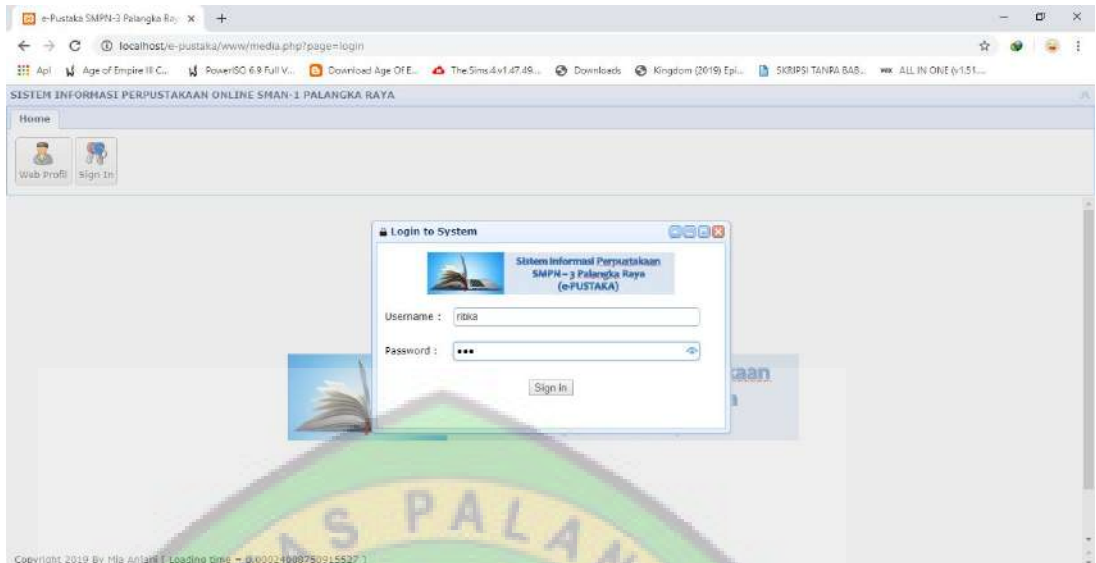 e-Pustaka SMPN-3 Palangka Ray
localhost/e-pustaka/www/media.php?page=login
Apl Age of Empire III C... PowerISO 6.9 Full V... Download Age Of E... The.Sims.4.v1.47.49... Downloads Kingdom (2019) Epi... SKRIPSI TANPA BAB... ALL IN ONE (v1.51...
SISTEM INFORMASI PERPUSTAKAAN ONLINE SMAN-1 PALANGKA RAYA
Home
Web Profil Sign In
Login to System
Sistem Informasi Perpustakaan
SMPN – 3 Palangka Raya
(e-PUSTAKA)
Username :
Password :
Sign In
kaan
a
AS PALAN
Copyright 2019 By Mia Anjani [ Loading time =